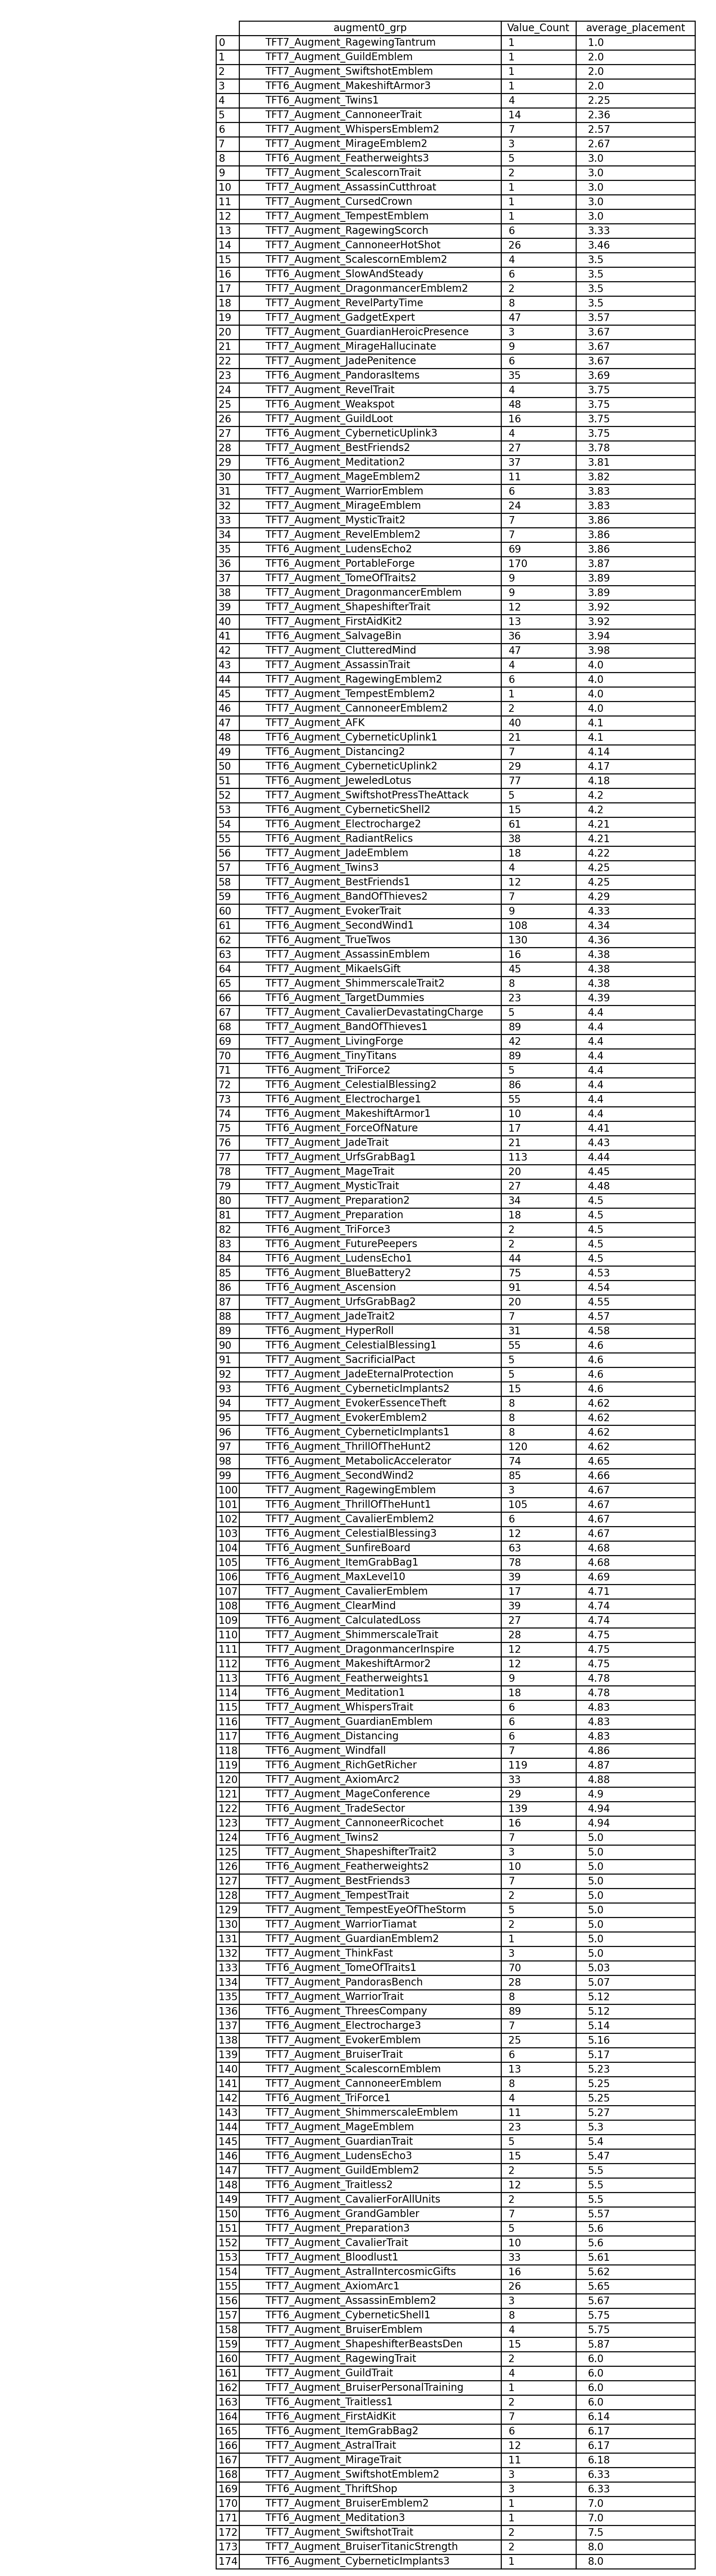 augment0_grp Value_Count average_placement
0 TFT7_Augment_RagewingTantrum 1 1.0
1 TFT7_Augment_GuildEmblem 1 2.0
2 TFT7_Augment_SwiftshotEmblem 1 2.0
3 TFT6_Augment_MakeshiftArmor3 1 2.0
4 TFT6_Augment_Twins1 4 2.25
5 TFT7_Augment_CannoneerTrait 14 2.36
6 TFT7_Augment_WhispersEmblem2 7 2.57
7 TFT7_Augment_MirageEmblem2 3 2.67
8 TFT6_Augment_Featherweights3 5 3.0
9 TFT7_Augment_ScalescornTrait 2 3.0
10 TFT7_Augment_AssassinCutthroat 1 3.0
11 TFT7_Augment_CursedCrown 1 3.0
12 TFT7_Augment_TempestEmblem 1 3.0
13 TFT7_Augment_RagewingScorch 6 3.33
14 TFT7_Augment_CannoneerHotShot 26 3.46
15 TFT7_Augment_ScalescornEmblem2 4 3.5
16 TFT6_Augment_SlowAndSteady 6 3.5
17 TFT7_Augment_DragonmancerEmblem2 2 3.5
18 TFT7_Augment_RevelPartyTime 8 3.5
19 TFT7_Augment_GadgetExpert 47 3.57
20 TFT7_Augment_GuardianHeroicPresence 3 3.67
21 TFT7_Augment_MirageHallucinate 9 3.67
22 TFT7_Augment_JadePenitence 6 3.67
23 TFT6_Augment_PandorasItems 35 3.69
24 TFT7_Augment_RevelTrait 4 3.75
25 TFT6_Augment_Weakspot 48 3.75
26 TFT7_Augment_GuildLoot 16 3.75
27 TFT6_Augment_CyberneticUplink3 4 3.75
28 TFT7_Augment_BestFriends2 27 3.78
29 TFT6_Augment_Meditation2 37 3.81
30 TFT7_Augment_MageEmblem2 11 3.82
31 TFT7_Augment_WarriorEmblem 6 3.83
32 TFT7_Augment_MirageEmblem 24 3.83
33 TFT7_Augment_MysticTrait2 7 3.86
34 TFT7_Augment_RevelEmblem2 7 3.86
35 TFT6_Augment_LudensEcho2 69 3.86
36 TFT6_Augment_PortableForge 170 3.87
37 TFT7_Augment_TomeOfTraits2 9 3.89
38 TFT7_Augment_DragonmancerEmblem 9 3.89
39 TFT7_Augment_ShapeshifterTrait 12 3.92
40 TFT7_Augment_FirstAidKit2 13 3.92
41 TFT6_Augment_SalvageBin 36 3.94
42 TFT7_Augment_ClutteredMind 47 3.98
43 TFT7_Augment_AssassinTrait 4 4.0
44 TFT7_Augment_RagewingEmblem2 6 4.0
45 TFT7_Augment_TempestEmblem2 1 4.0
46 TFT7_Augment_CannoneerEmblem2 2 4.0
47 TFT7_Augment_AFK 40 4.1
48 TFT6_Augment_CyberneticUplink1 21 4.1
49 TFT6_Augment_Distancing2 7 4.14
50 TFT6_Augment_CyberneticUplink2 29 4.17
51 TFT6_Augment_JeweledLotus 77 4.18
52 TFT7_Augment_SwiftshotPressTheAttack 5 4.2
53 TFT6_Augment_CyberneticShell2 15 4.2
54 TFT6_Augment_Electrocharge2 61 4.21
55 TFT6_Augment_RadiantRelics 38 4.21
56 TFT7_Augment_JadeEmblem 18 4.22
57 TFT6_Augment_Twins3 4 4.25
58 TFT7_Augment_BestFriends1 12 4.25
59 TFT6_Augment_BandOfThieves2 7 4.29
60 TFT7_Augment_EvokerTrait 9 4.33
61 TFT6_Augment_SecondWind1 108 4.34
62 TFT6_Augment_TrueTwos 130 4.36
63 TFT7_Augment_AssassinEmblem 16 4.38
64 TFT7_Augment_MikaelsGift 45 4.38
65 TFT7_Augment_ShimmerscaleTrait2 8 4.38
66 TFT6_Augment_TargetDummies 23 4.39
67 TFT7_Augment_CavalierDevastatingCharge 5 4.4
68 TFT7_Augment_BandOfThieves1 89 4.4
69 TFT7_Augment_LivingForge 42 4.4
70 TFT6_Augment_TinyTitans 89 4.4
71 TFT6_Augment_TriForce2 5 4.4
72 TFT6_Augment_CelestialBlessing2 86 4.4
73 TFT6_Augment_Electrocharge1 55 4.4
74 TFT6_Augment_MakeshiftArmor1 10 4.4
75 TFT6_Augment_ForceOfNature 17 4.41
76 TFT7_Augment_JadeTrait 21 4.43
77 TFT7_Augment_UrfsGrabBag1 113 4.44
78 TFT7_Augment_MageTrait 20 4.45
79 TFT7_Augment_MysticTrait 27 4.48
80 TFT7_Augment_Preparation2 34 4.5
81 TFT7_Augment_Preparation 18 4.5
82 TFT6_Augment_TriForce3 2 4.5
83 TFT7_Augment_FuturePeepers 2 4.5
84 TFT6_Augment_LudensEcho1 44 4.5
85 TFT6_Augment_BlueBattery2 75 4.53
86 TFT6_Augment_Ascension 91 4.54
87 TFT7_Augment_UrfsGrabBag2 20 4.55
88 TFT7_Augment_JadeTrait2 7 4.57
89 TFT6_Augment_HyperRoll 31 4.58
90 TFT6_Augment_CelestialBlessing1 55 4.6
91 TFT7_Augment_SacrificialPact 5 4.6
92 TFT7_Augment_JadeEternalProtection 5 4.6
93 TFT6_Augment_CyberneticImplants2 15 4.6
94 TFT7_Augment_EvokerEssenceTheft 8 4.62
95 TFT7_Augment_EvokerEmblem2 8 4.62
96 TFT6_Augment_CyberneticImplants1 8 4.62
97 TFT6_Augment_ThrillOfTheHunt2 120 4.62
98 TFT6_Augment_MetabolicAccelerator 74 4.65
99 TFT6_Augment_SecondWind2 85 4.66
100 TFT7_Augment_RagewingEmblem 3 4.67
101 TFT6_Augment_ThrillOfTheHunt1 105 4.67
102 TFT7_Augment_CavalierEmblem2 6 4.67
103 TFT6_Augment_CelestialBlessing3 12 4.67
104 TFT6_Augment_SunfireBoard 63 4.68
105 TFT6_Augment_ItemGrabBag1 78 4.68
106 TFT7_Augment_MaxLevel10 39 4.69
107 TFT7_Augment_CavalierEmblem 17 4.71
108 TFT6_Augment_ClearMind 39 4.74
109 TFT6_Augment_CalculatedLoss 27 4.74
110 TFT7_Augment_ShimmerscaleTrait 28 4.75
111 TFT7_Augment_DragonmancerInspire 12 4.75
112 TFT6_Augment_MakeshiftArmor2 12 4.75
113 TFT6_Augment_Featherweights1 9 4.78
114 TFT6_Augment_Meditation1 18 4.78
115 TFT7_Augment_WhispersTrait 6 4.83
116 TFT7_Augment_GuardianEmblem 6 4.83
117 TFT6_Augment_Distancing 6 4.83
118 TFT6_Augment_Windfall 7 4.86
119 TFT6_Augment_RichGetRicher 119 4.87
120 TFT7_Augment_AxiomArc2 33 4.88
121 TFT7_Augment_MageConference 29 4.9
122 TFT6_Augment_TradeSector 139 4.94
123 TFT7_Augment_CannoneerRicochet 16 4.94
124 TFT6_Augment_Twins2 7 5.0
125 TFT7_Augment_ShapeshifterTrait2 3 5.0
126 TFT6_Augment_Featherweights2 10 5.0
127 TFT7_Augment_BestFriends3 7 5.0
128 TFT7_Augment_TempestTrait 2 5.0
129 TFT7_Augment_TempestEyeOfTheStorm 5 5.0
130 TFT7_Augment_WarriorTiamat 2 5.0
131 TFT7_Augment_GuardianEmblem2 1 5.0
132 TFT7_Augment_ThinkFast 3 5.0
133 TFT6_Augment_TomeOfTraits1 70 5.03
134 TFT7_Augment_PandorasBench 28 5.07
135 TFT7_Augment_WarriorTrait 8 5.12
136 TFT6_Augment_ThreesCompany 89 5.12
137 TFT6_Augment_Electrocharge3 7 5.14
138 TFT7_Augment_EvokerEmblem 25 5.16
139 TFT7_Augment_BruiserTrait 6 5.17
140 TFT7_Augment_ScalescornEmblem 13 5.23
141 TFT7_Augment_CannoneerEmblem 8 5.25
142 TFT6_Augment_TriForce1 4 5.25
143 TFT7_Augment_ShimmerscaleEmblem 11 5.27
144 TFT7_Augment_MageEmblem 23 5.3
145 TFT7_Augment_GuardianTrait 5 5.4
146 TFT6_Augment_LudensEcho3 15 5.47
147 TFT7_Augment_GuildEmblem2 2 5.5
148 TFT6_Augment_Traitless2 12 5.5
149 TFT7_Augment_CavalierForAllUnits 2 5.5
150 TFT6_Augment_GrandGambler 7 5.57
151 TFT7_Augment_Preparation3 5 5.6
152 TFT7_Augment_CavalierTrait 10 5.6
153 TFT7_Augment_Bloodlust1 33 5.61
154 TFT7_Augment_AstralIntercosmicGifts 16 5.62
155 TFT7_Augment_AxiomArc1 26 5.65
156 TFT7_Augment_AssassinEmblem2 3 5.67
157 TFT6_Augment_CyberneticShell1 8 5.75
158 TFT7_Augment_BruiserEmblem 4 5.75
159 TFT7_Augment_ShapeshifterBeastsDen 15 5.87
160 TFT7_Augment_RagewingTrait 2 6.0
161 TFT7_Augment_GuildTrait 4 6.0
162 TFT7_Augment_BruiserPersonalTraining 1 6.0
163 TFT6_Augment_Traitless1 2 6.0
164 TFT6_Augment_FirstAidKit 7 6.14
165 TFT6_Augment_ItemGrabBag2 6 6.17
166 TFT7_Augment_AstralTrait 12 6.17
167 TFT7_Augment_MirageTrait 11 6.18
168 TFT7_Augment_SwiftshotEmblem2 3 6.33
169 TFT6_Augment_ThriftShop 3 6.33
170 TFT7_Augment_BruiserEmblem2 1 7.0
171 TFT6_Augment_Meditation3 1 7.0
172 TFT7_Augment_SwiftshotTrait 2 7.5
173 TFT7_Augment_BruiserTitanicStrength 2 8.0
174 TFT6_Augment_CyberneticImplants3 1 8.0